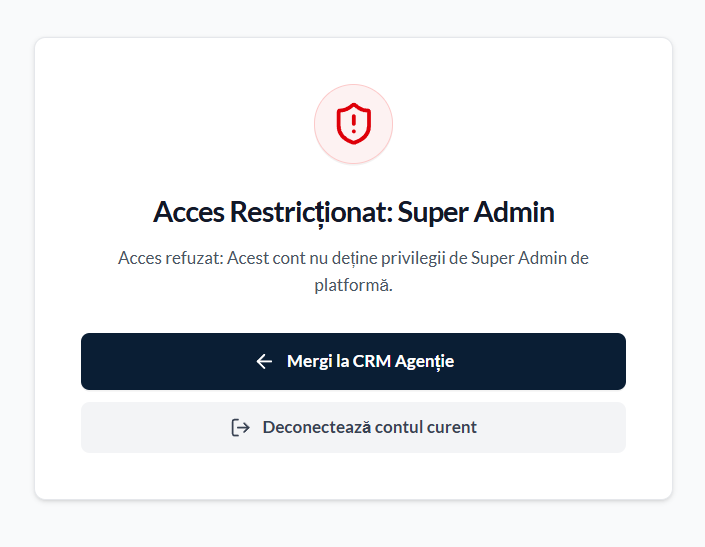 Acces Restricționat: Super Admin
Acces refuzat: Acest cont nu deține privilegii de Super Admin de
platformă.
Mergi la CRM Agenție
Deconectează contul curent